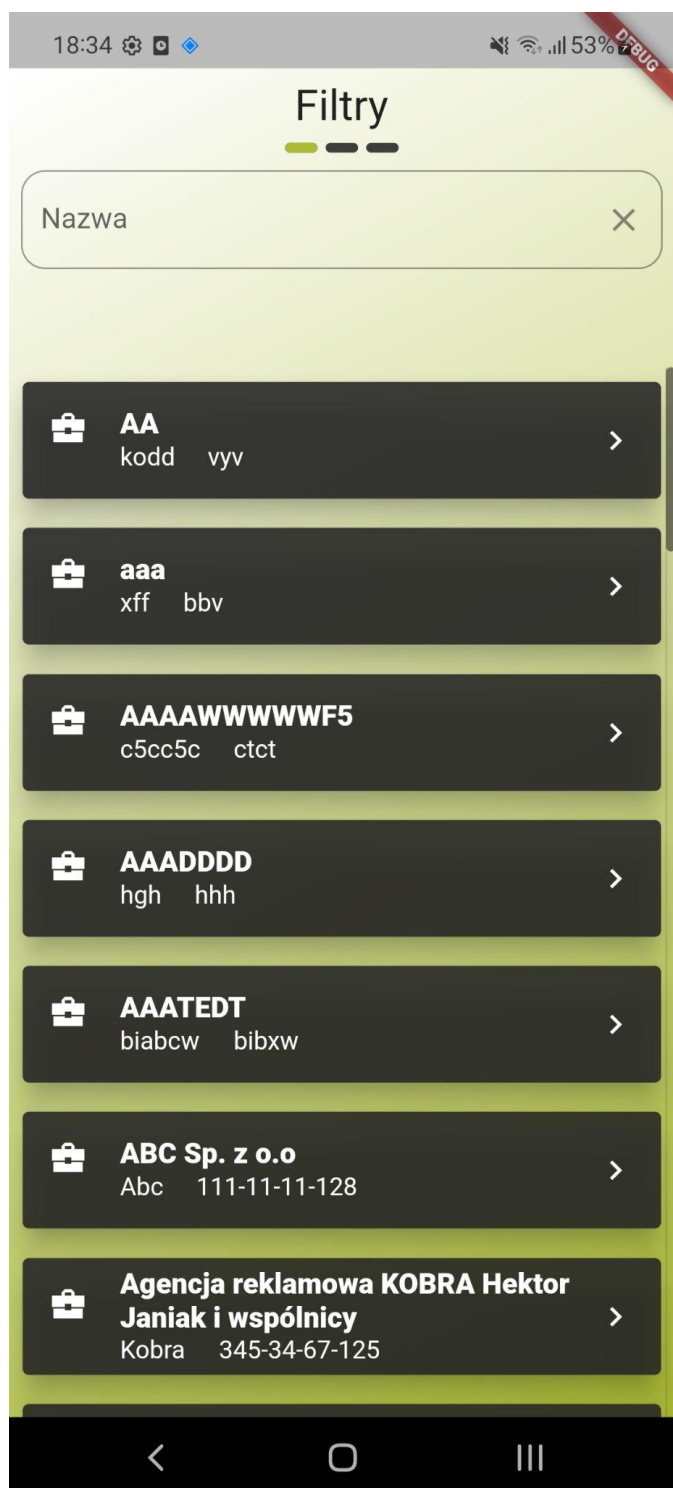 18:34 53%
DEBUG
Filtry
Nazwa
AA
kodd vyv
aaa
xff bbv
AAAAWWWWWF5
c5cc5c ctct
AAADDDD
hgh hhh
AAATEDT
biabcw bibxw
ABC Sp. z o.o
Abc 111-11-11-128
Agencja reklamowa KOBRA Hektor
Janiak i wspólnicy
Kobra 345-34-67-125